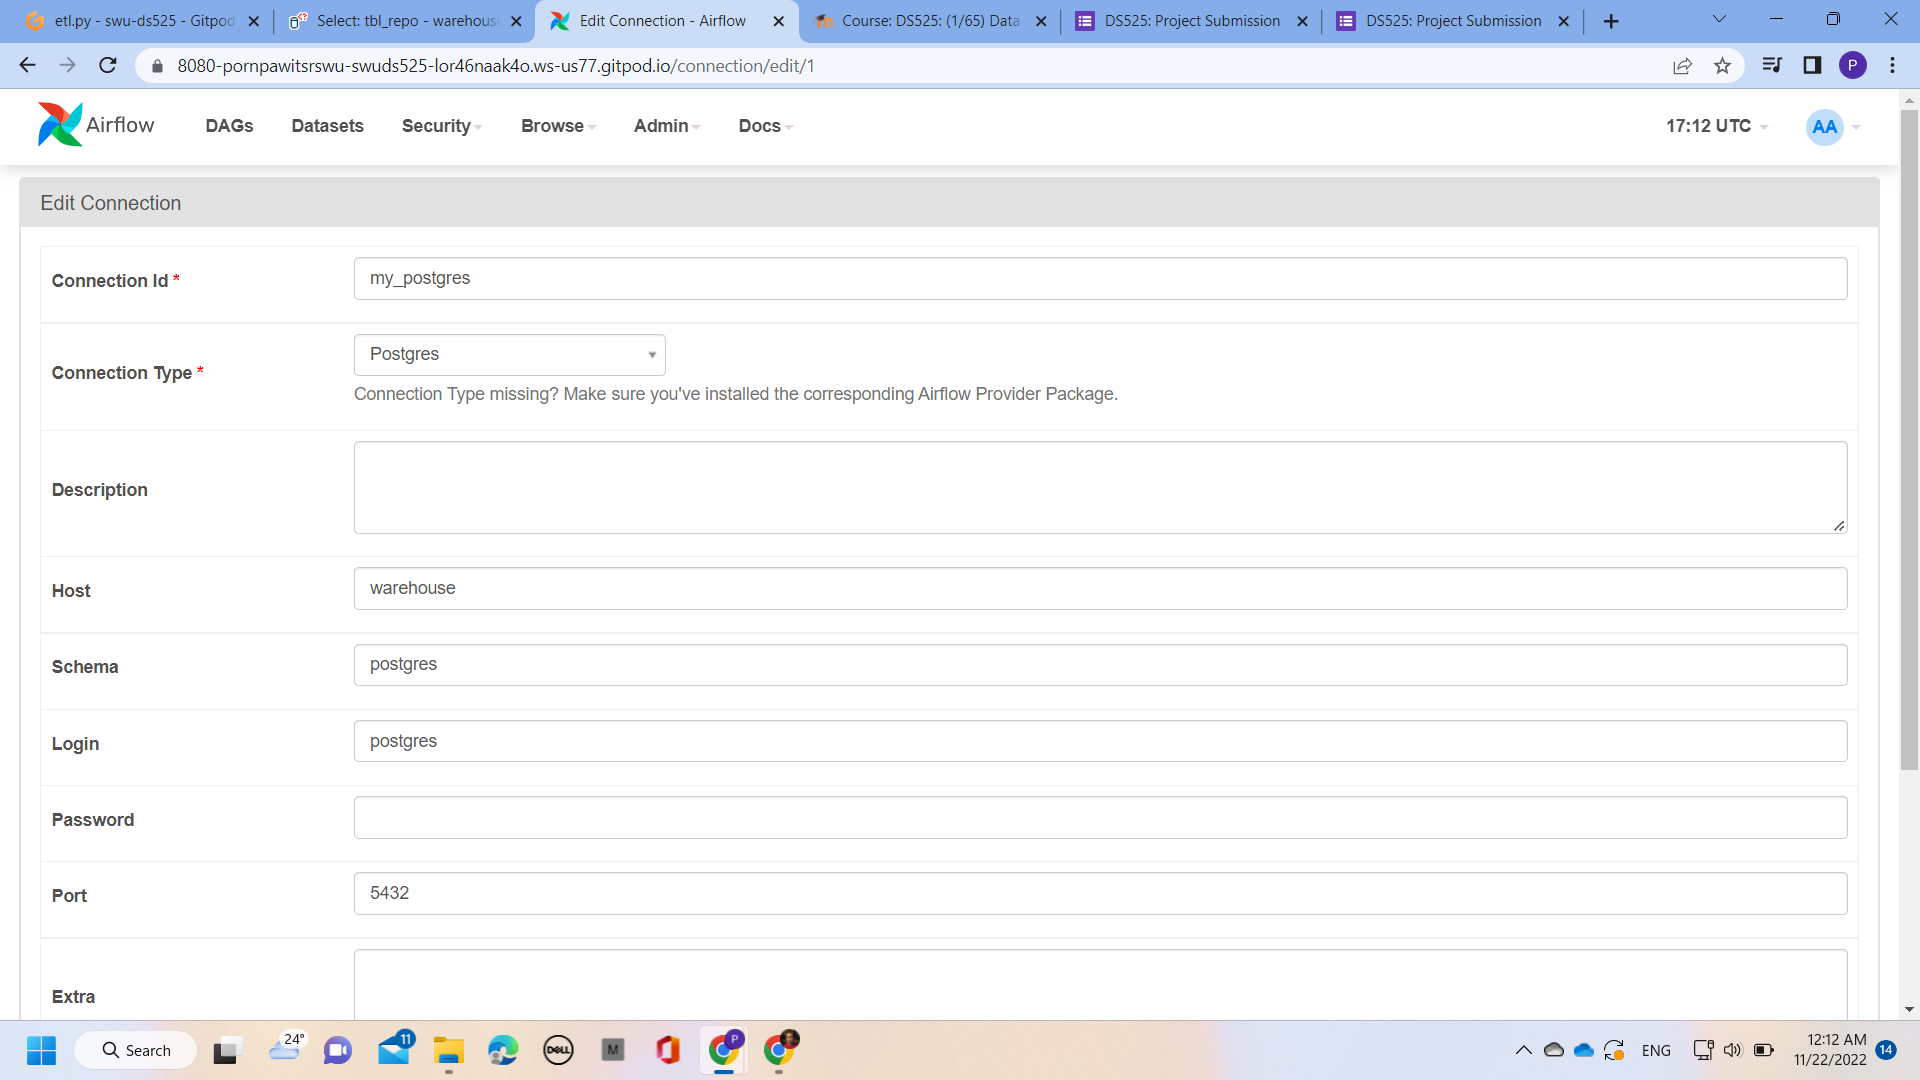 etl.py - swu-ds525 - Gitpod
Select: tbl_repo - warehouse
Edit Connection - Airflow
Course: DS525: (1/65) Data
DS525: Project Submission
DS525: Project Submission
8080-pornpawitsrswu-swuds525-lor46naak4o.ws-us77.gitpod.io/connection/edit/1
P
Airflow
DAGs
Datasets
Security
Browse
Admin
Docs
17:12 UTC
AA
Edit Connection
Connection Id *
my_postgres
Connection Type *
Postgres
Connection Type missing? Make sure you've installed the corresponding Airflow Provider Package.
Description
Host
warehouse
Schema
postgres
Login
postgres
Password
Port
5432
Extra
Search
24°
11
DELL
M
P
ENG
12:12 AM
11/22/2022
14